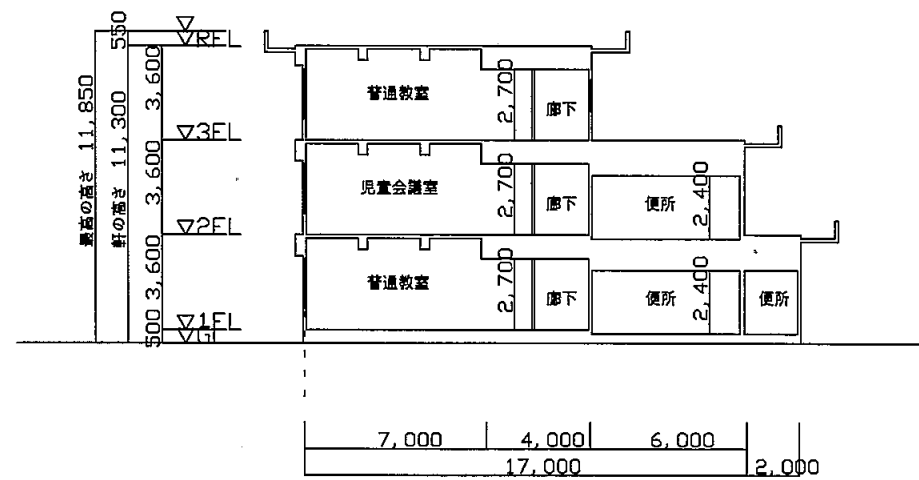 550
▽RFL
3,600
▽3FL
3,600
▽2FL
3,600
▽1FL
500
▽GL
最高の高さ 11,850
軒の高さ 11,300
普通教室
2,700
廊下
児童会議室
2,700
廊下
便所
2,400
普通教室
2,700
廊下
便所
2,400
便所
7,000
4,000
6,000
17,000
2,000